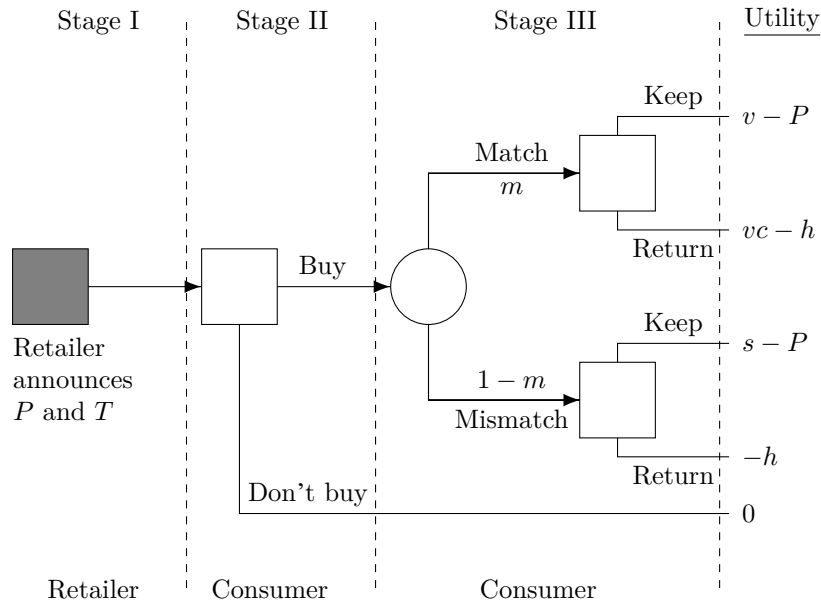 Stage I
Stage II
Stage III
Utility
Keep
v − P
Match
m
vc − h
Return
Buy
Keep
s − P
Retailer
announces
P and T
1 − m
Mismatch
−h
Return
Don't buy
0
Retailer
Consumer
Consumer